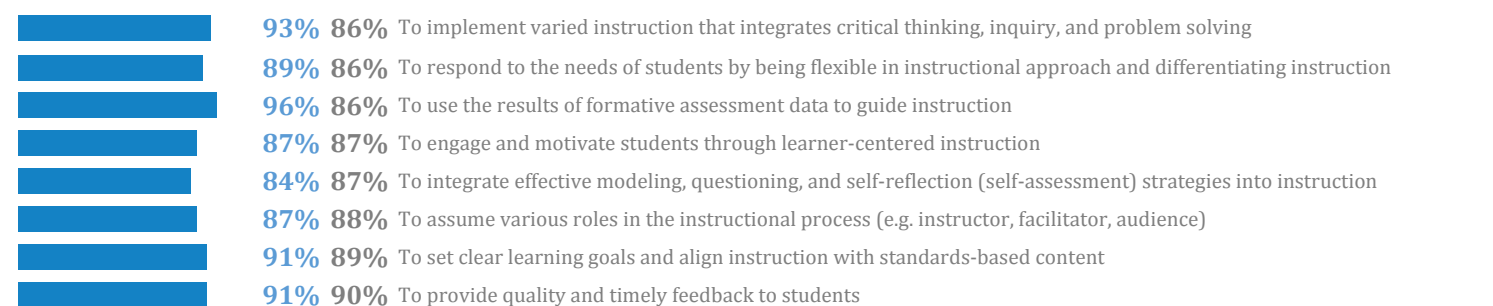 93% 86% To implement varied instruction that integrates critical thinking, inquiry, and problem solving
89% 86% To respond to the needs of students by being flexible in instructional approach and differentiating instruction
96% 86% To use the results of formative assessment data to guide instruction
87% 87% To engage and motivate students through learner-centered instruction
84% 87% To integrate effective modeling, questioning, and self-reflection (self-assessment) strategies into instruction
87% 88% To assume various roles in the instructional process (e.g. instructor, facilitator, audience)
91% 89% To set clear learning goals and align instruction with standards-based content
91% 90% To provide quality and timely feedback to students